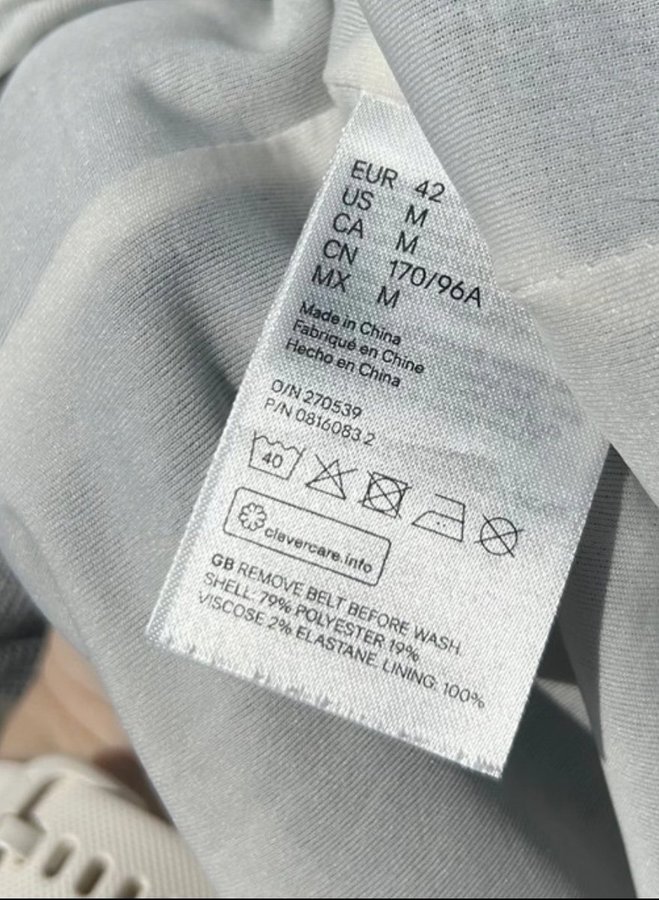 EUR 42
US M
CA M
CN 170/96A
MX M
Made in China
Fabriqué en Chine
Hecho en China
O/N 270539
P/N 0816083 2
40
clevercare.info
GB REMOVE BELT BEFORE WASH.
SHELL: 79% POLYESTER 19%
VISCOSE 2% ELASTANE. LINING: 100%